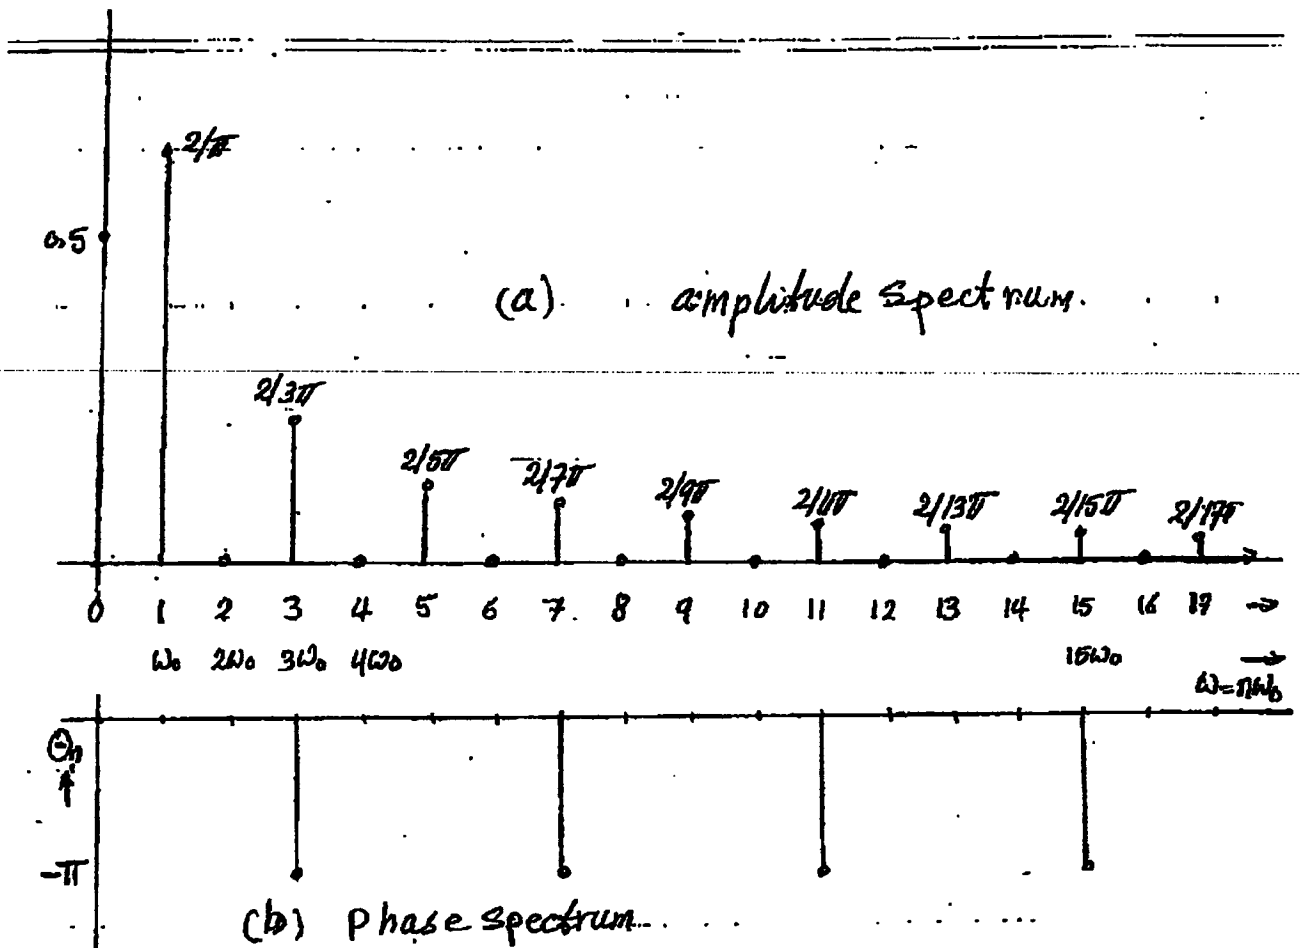 2/π
0.5
(a) amplitude spectrum.
2/3π
2/5π
2/7π
2/9π
2/11π
2/13π
2/15π
2/17π
0 1 2 3 4 5 6 7. 8 9 10 11 12 13 14 15 16 17 →
ω₀ 2ω₀ 3ω₀ 4ω₀ 15ω₀ →
ω=nω₀
Θn
↑
-π
(b) Phase spectrum